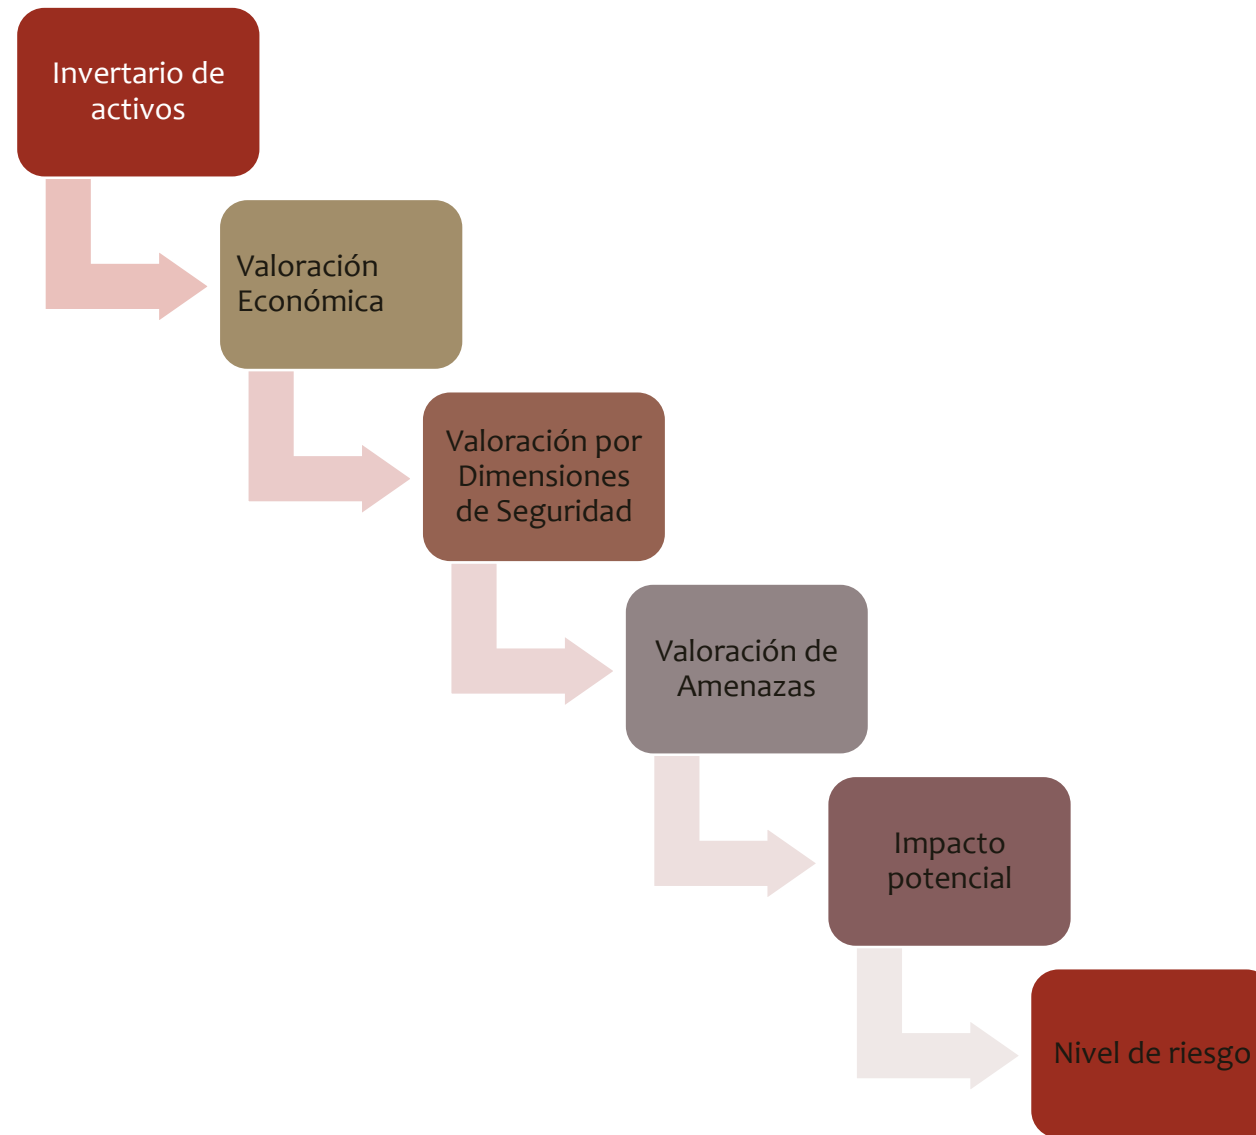 Invertario de
activos
Valoración
Económica
Valoración por
Dimensiones
de Seguridad
Valoración de
Amenazas
Impacto
potencial
Nivel de riesgo